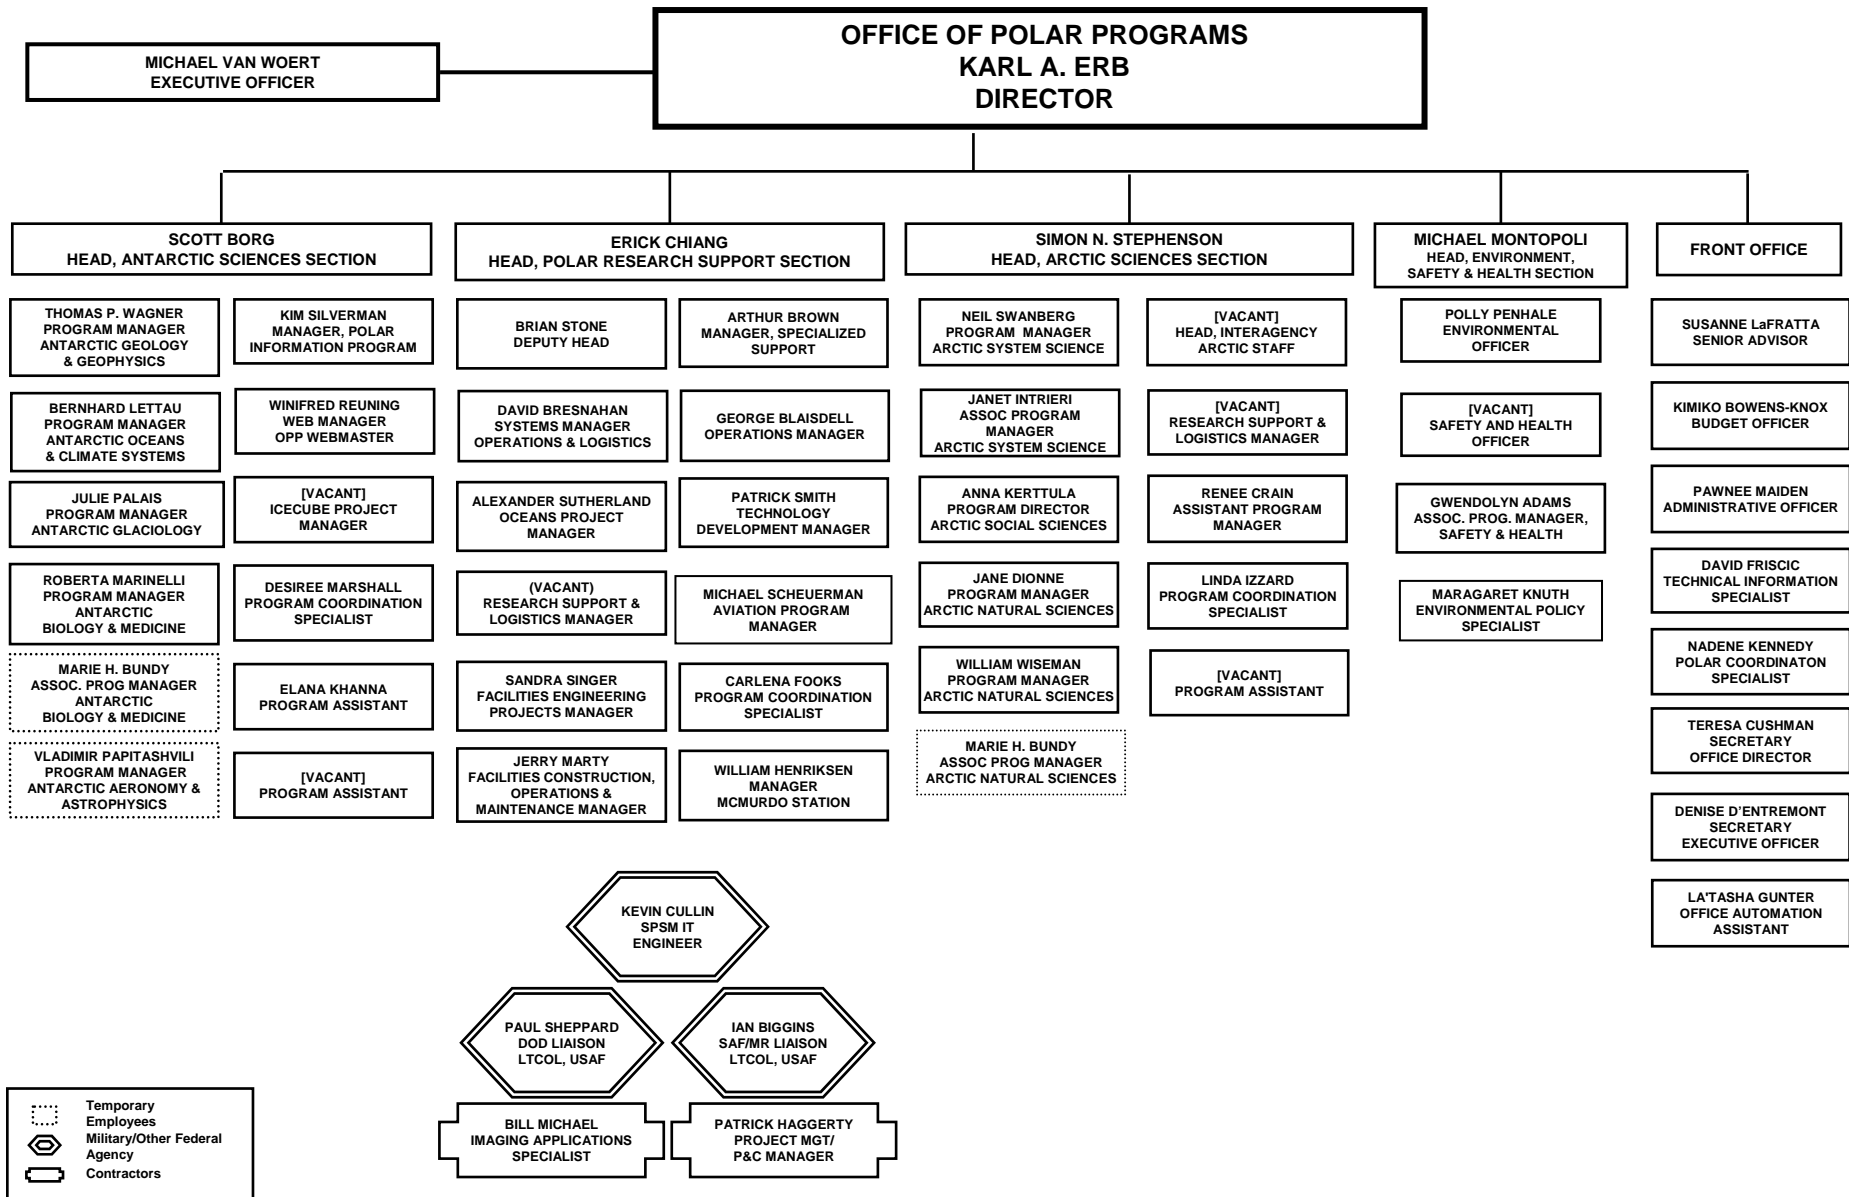 MICHAEL VAN WOERT
EXECUTIVE OFFICER
OFFICE OF POLAR PROGRAMS
KARL A. ERB
DIRECTOR
SCOTT BORG
HEAD, ANTARCTIC SCIENCES SECTION
THOMAS P. WAGNER
PROGRAM MANAGER
ANTARCTIC GEOLOGY
& GEOPHYSICS
BERNHARD LETTAU
PROGRAM MANAGER
ANTARCTIC OCEANS
& CLIMATE SYSTEMS
JULIE PALAIS
PROGRAM MANAGER
ANTARCTIC GLACIOLOGY
ROBERTA MARINELLI
PROGRAM MANAGER
ANTARCTIC
BIOLOGY & MEDICINE
MARIE H. BUNDY
ASSOC. PROG MANAGER
ANTARCTIC
BIOLOGY & MEDICINE
VLADIMIR PAPITASHVILI
PROGRAM MANAGER
ANTARCTIC AERONOMY &
ASTROPHYSICS
KIM SILVERMAN
MANAGER, POLAR
INFORMATION PROGRAM
WINIFRED REUNING
WEB MANAGER
OPP WEBMASTER
[VACANT]
ICECUBE PROJECT
MANAGER
DESIREE MARSHALL
PROGRAM COORDINATION
SPECIALIST
ELANA KHANNA
PROGRAM ASSISTANT
[VACANT]
PROGRAM ASSISTANT
ERICK CHIANG
HEAD, POLAR RESEARCH SUPPORT SECTION
BRIAN STONE
DEPUTY HEAD
DAVID BRESNAHAN
SYSTEMS MANAGER
OPERATIONS & LOGISTICS
ALEXANDER SUTHERLAND
OCEANS PROJECT
MANAGER
(VACANT)
RESEARCH SUPPORT &
LOGISTICS MANAGER
SANDRA SINGER
FACILITIES ENGINEERING
PROJECTS MANAGER
JERRY MARTY
FACILITIES CONSTRUCTION,
OPERATIONS &
MAINTENANCE MANAGER
ARTHUR BROWN
MANAGER, SPECIALIZED
SUPPORT
GEORGE BLAISDELL
OPERATIONS MANAGER
PATRICK SMITH
TECHNOLOGY
DEVELOPMENT MANAGER
MICHAEL SCHEUERMAN
AVIATION PROGRAM
MANAGER
CARLENA FOOKS
PROGRAM COORDINATION
SPECIALIST
WILLIAM HENRIKSEN
MANAGER
MCMURDO STATION
SIMON N. STEPHENSON
HEAD, ARCTIC SCIENCES SECTION
NEIL SWANBERG
PROGRAM MANAGER
ARCTIC SYSTEM SCIENCE
JANET INTRIERI
ASSOC PROGRAM
MANAGER
ARCTIC SYSTEM SCIENCE
ANNA KERTTULA
PROGRAM DIRECTOR
ARCTIC SOCIAL SCIENCES
JANE DIONNE
PROGRAM MANAGER
ARCTIC NATURAL SCIENCES
WILLIAM WISEMAN
PROGRAM MANAGER
ARCTIC NATURAL SCIENCES
MARIE H. BUNDY
ASSOC PROG MANAGER
ARCTIC NATURAL SCIENCES
[VACANT]
HEAD, INTERAGENCY
ARCTIC STAFF
[VACANT]
RESEARCH SUPPORT &
LOGISTICS MANAGER
RENEE CRAIN
ASSISTANT PROGRAM
MANAGER
LINDA IZZARD
PROGRAM COORDINATION
SPECIALIST
[VACANT]
PROGRAM ASSISTANT
MICHAEL MONTOPOLI
HEAD, ENVIRONMENT,
SAFETY & HEALTH SECTION
POLLY PENHALE
ENVIRONMENTAL
OFFICER
[VACANT]
SAFETY AND HEALTH
OFFICER
GWENDOLYN ADAMS
ASSOC. PROG. MANAGER,
SAFETY & HEALTH
MARAGARET KNUTH
ENVIRONMENTAL POLICY
SPECIALIST
FRONT OFFICE
SUSANNE LaFRATTA
SENIOR ADVISOR
KIMIKO BOWENS-KNOX
BUDGET OFFICER
PAWNEE MAIDEN
ADMINISTRATIVE OFFICER
DAVID FRISCIC
TECHNICAL INFORMATION
SPECIALIST
NADENE KENNEDY
POLAR COORDINATON
SPECIALIST
TERESA CUSHMAN
SECRETARY
OFFICE DIRECTOR
DENISE D’ENTREMONT
SECRETARY
EXECUTIVE OFFICER
LA'TASHA GUNTER
OFFICE AUTOMATION
ASSISTANT
KEVIN CULLIN
SPSM IT
ENGINEER
PAUL SHEPPARD
DOD LIAISON
LTCOL, USAF
IAN BIGGINS
SAF/MR LIAISON
LTCOL, USAF
BILL MICHAEL
IMAGING APPLICATIONS
SPECIALIST
PATRICK HAGGERTY
PROJECT MGT/
P&C MANAGER
Temporary
Employees
Military/Other Federal
Agency
Contractors